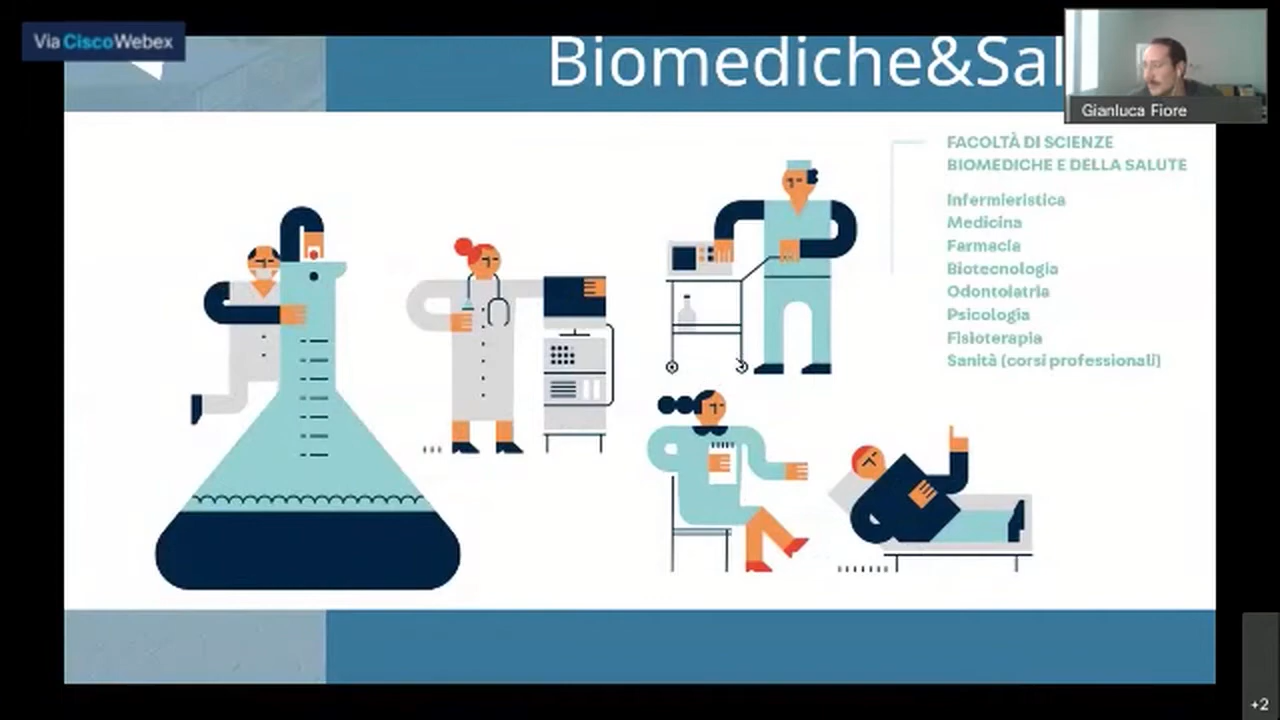 Via Cisco Webex
Biomediche&Sal
Gianluca Fiore
FACOLTÀ DI SCIENZE
BIOMEDICHE E DELLA SALUTE
Infermieristica
Medicina
Farmacia
Biotecnologia
Odontoiatria
Psicologia
Fisioterapia
Sanità (corsi professionali)
+2